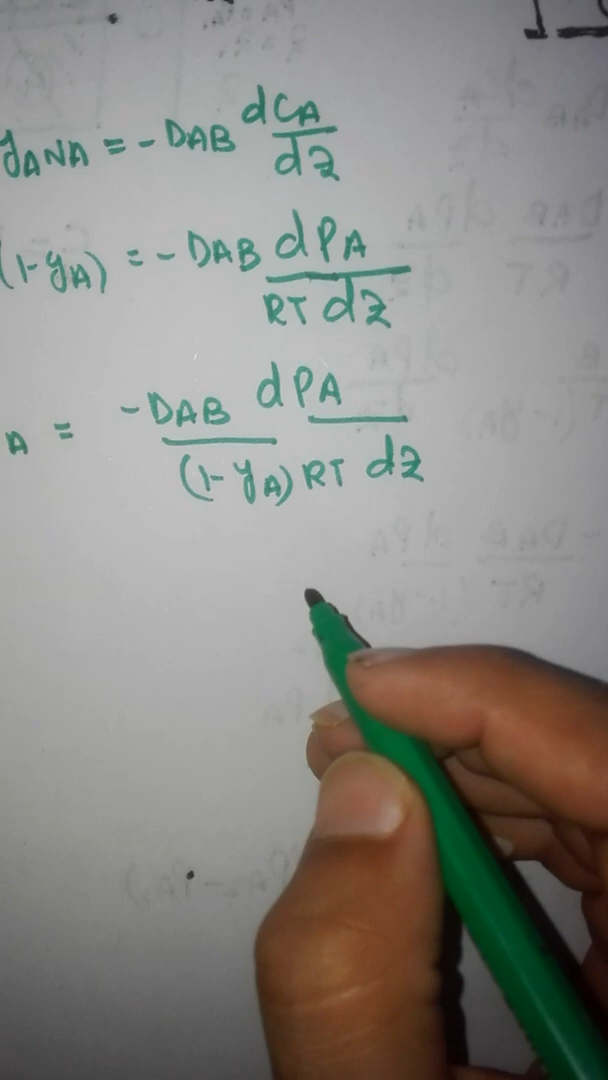 yANA = - DAB dCA/dz
(1-yA) = - DAB dPA/RT dz
A = -DAB dPA/(1-yA) RT dz